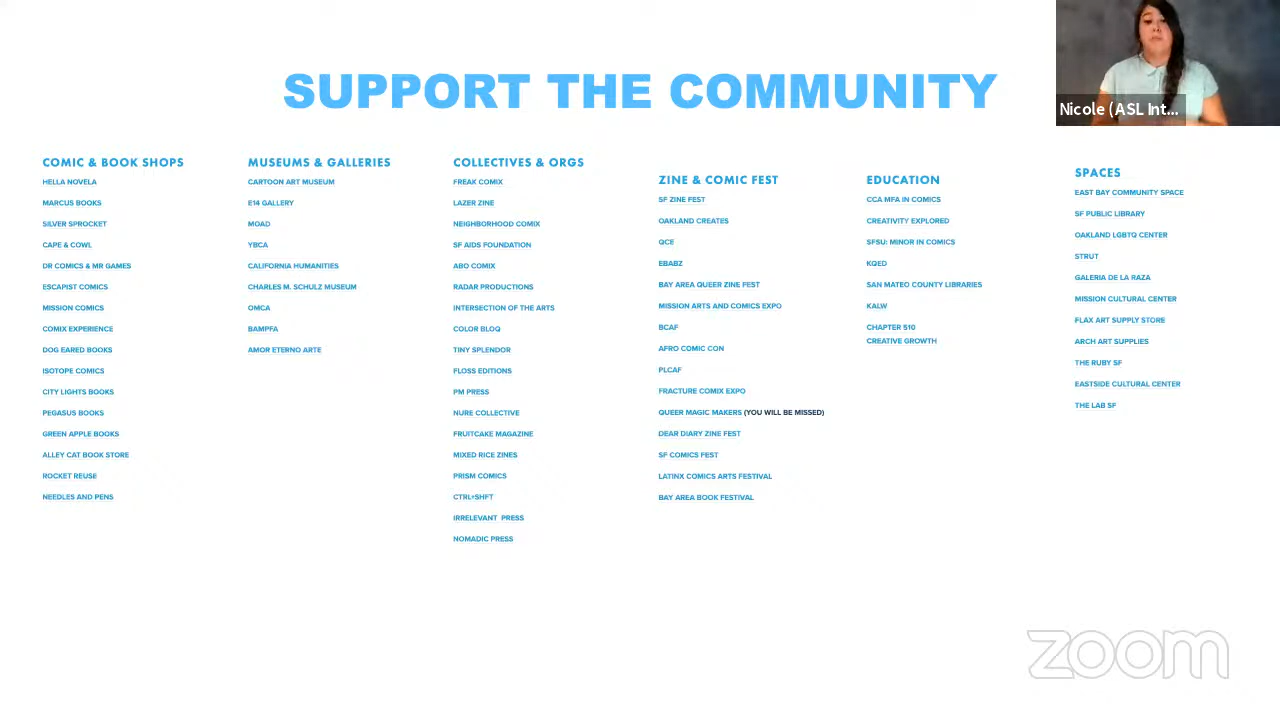 SUPPORT THE COMMUNITY
Nicole (ASL Int...
COMIC & BOOK SHOPS
HELLA NOVELA
MARCUS BOOKS
SILVER SPROCKET
CAPE & COWL
DR COMICS & MR GAMES
ESCAPIST COMICS
MISSION COMICS
COMIX EXPERIENCE
DOG EARED BOOKS
ISOTOPE COMICS
CITY LIGHTS BOOKS
PEGASUS BOOKS
GREEN APPLE BOOKS
ALLEY CAT BOOK STORE
ROCKET REUSE
NEEDLES AND PENS
MUSEUMS & GALLERIES
CARTOON ART MUSEUM
E14 GALLERY
MOAD
YBCA
CALIFORNIA HUMANITIES
CHARLES M. SCHULZ MUSEUM
OMCA
BAMPFA
AMOR ETERNO ARTE
COLLECTIVES & ORGS
FREAK COMIX
LAZER ZINE
NEIGHBORHOOD COMIX
SF AIDS FOUNDATION
ABO COMIX
RADAR PRODUCTIONS
INTERSECTION OF THE ARTS
COLOR BLOQ
TINY SPLENDOR
FLOSS EDITIONS
PM PRESS
NURE COLLECTIVE
FRUITCAKE MAGAZINE
MIXED RICE ZINES
PRISM COMICS
CTRL+SHFT
IRRELEVANT PRESS
NOMADIC PRESS
ZINE & COMIC FEST
SF ZINE FEST
OAKLAND CREATES
QCE
EBABZ
BAY AREA QUEER ZINE FEST
MISSION ARTS AND COMICS EXPO
BCAF
AFRO COMIC CON
PLCAF
FRACTURE COMIX EXPO
QUEER MAGIC MAKERS (YOU WILL BE MISSED)
DEAR DIARY ZINE FEST
SF COMICS FEST
LATINX COMICS ARTS FESTIVAL
BAY AREA BOOK FESTIVAL
EDUCATION
CCA MFA IN COMICS
CREATIVITY EXPLORED
SFSU: MINOR IN COMICS
KQED
SAN MATEO COUNTY LIBRARIES
KALW
CHAPTER 510
CREATIVE GROWTH
SPACES
EAST BAY COMMUNITY SPACE
SF PUBLIC LIBRARY
OAKLAND LGBTQ CENTER
STRUT
GALERIA DE LA RAZA
MISSION CULTURAL CENTER
FLAX ART SUPPLY STORE
ARCH ART SUPPLIES
THE RUBY SF
EASTSIDE CULTURAL CENTER
THE LAB SF
zoom